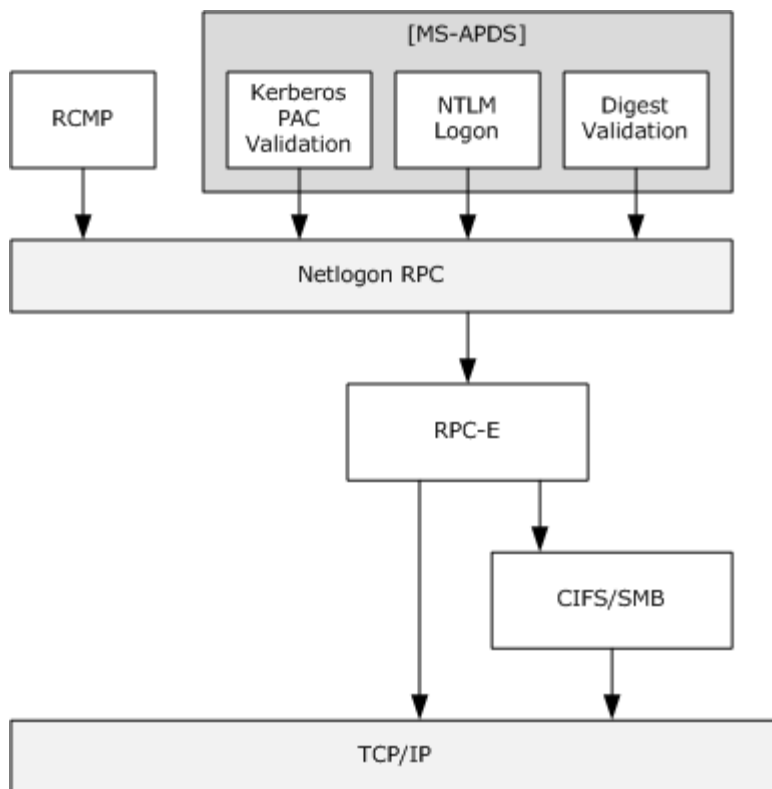 [MS-APDS]
RCMP
Kerberos
PAC
Validation
NTLM
Logon
Digest
Validation
Netlogon RPC
RPC-E
CIFS/SMB
TCP/IP